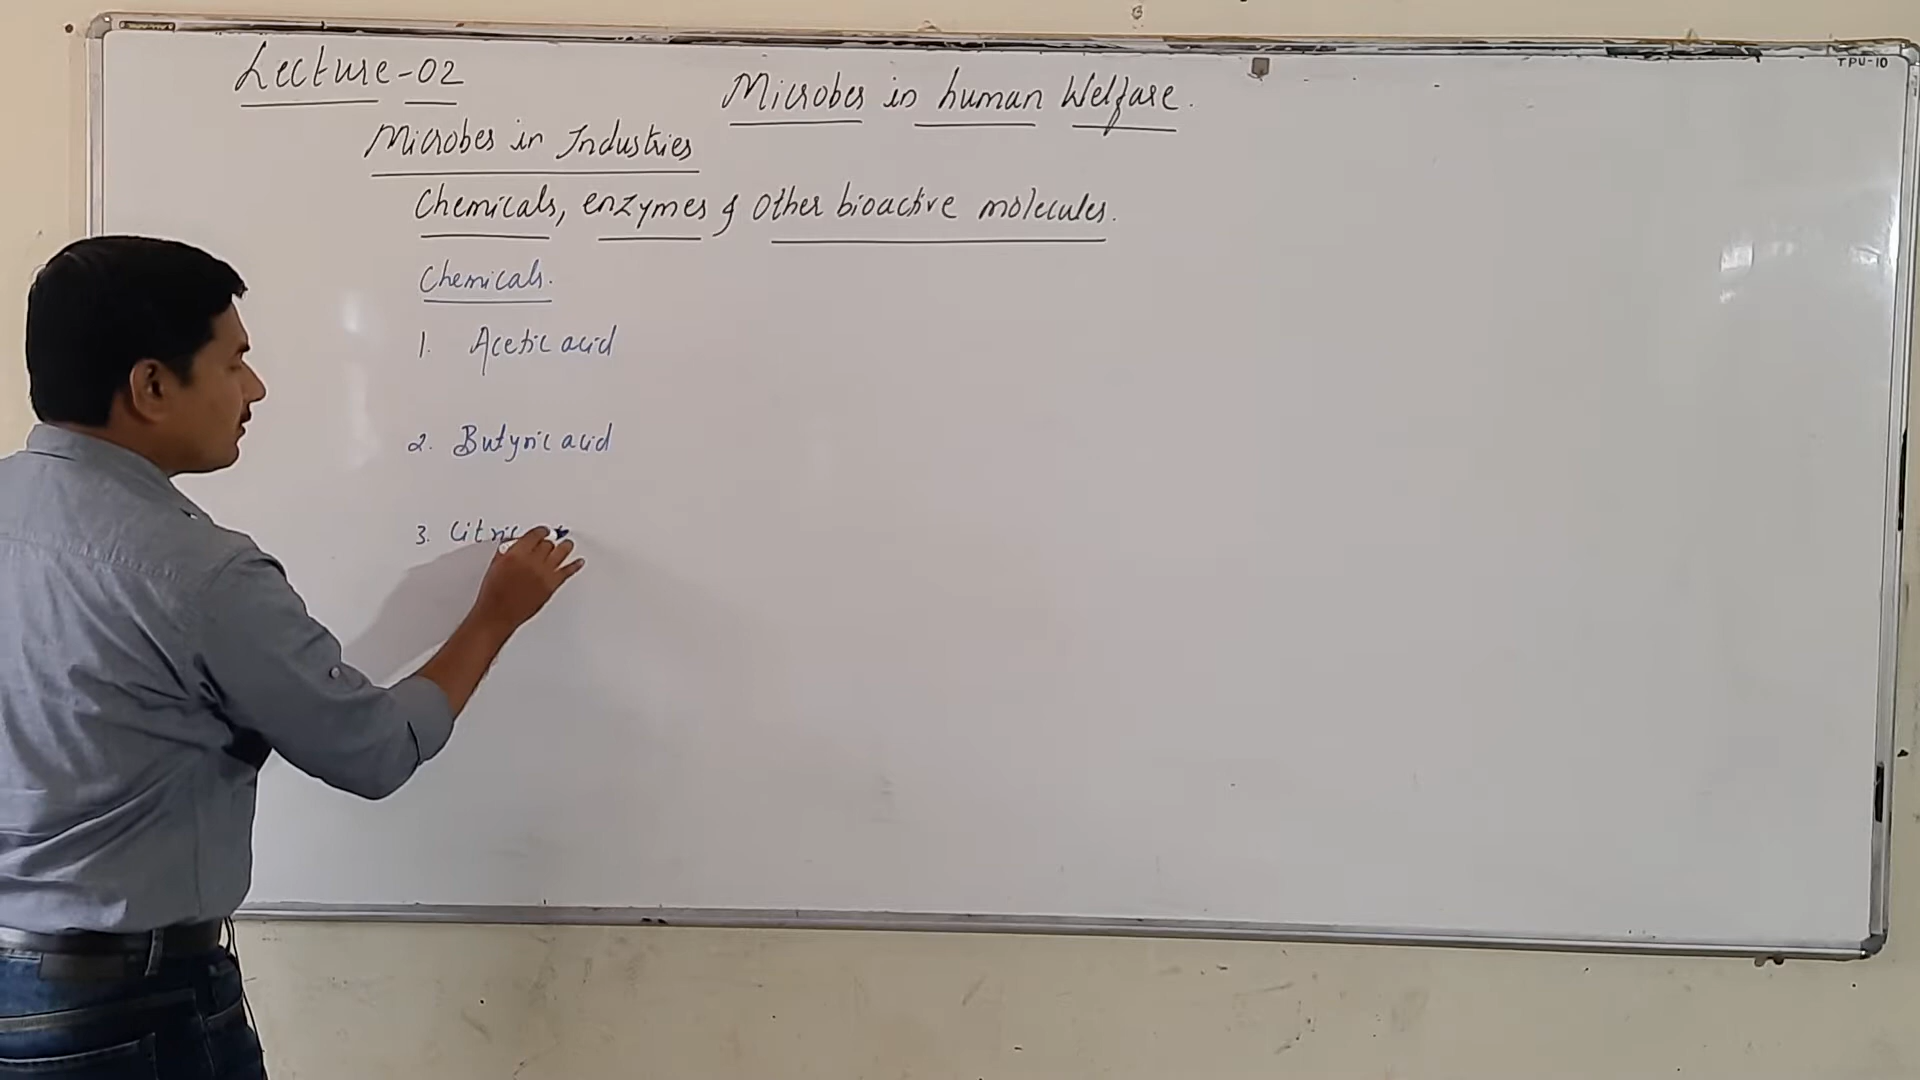 TPU-10
Lecture-02
Microbes in human Welfare.
Microbes in Industries
Chemicals, enzymes & Other bioactive molecules.
Chemicals.
1. Acetic acid
2. Butyric acid
3. Citric